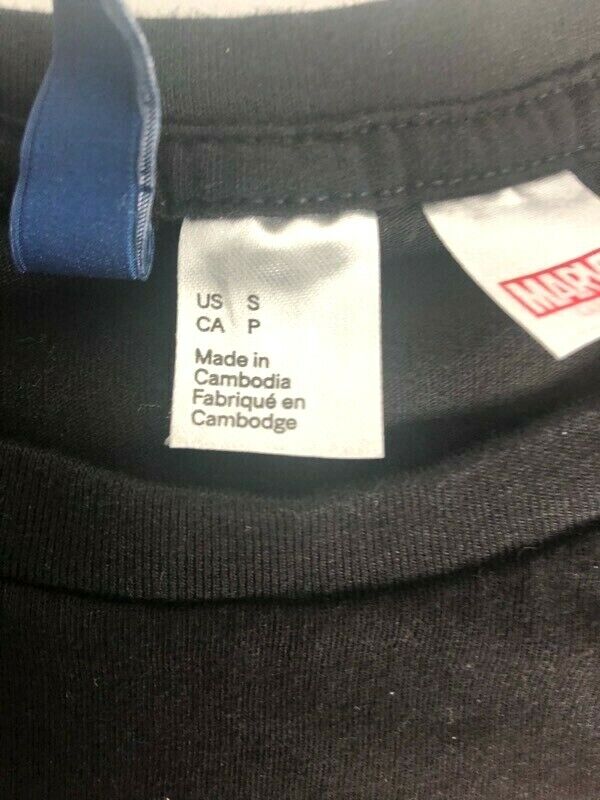 US S
CA P
Made in
Cambodia
Fabriqué en
Cambodge